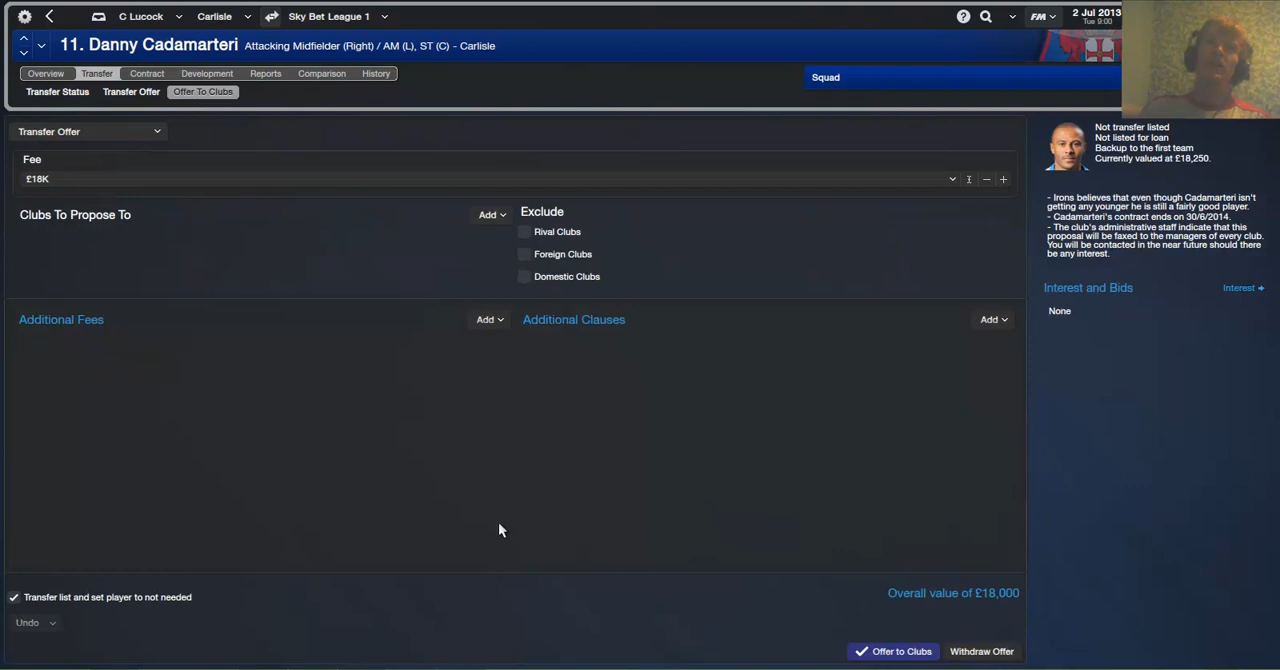 C Lucock
Carlisle
Sky Bet League 1
FM
2 Jul 2013
Tue 9:00
11. Danny Cadamarteri Attacking Midfielder (Right) / AM (L), ST (C) - Carlisle
Overview Transfer Contract Development Reports Comparison History
Squad
Transfer Status Transfer Offer Offer To Clubs
Transfer Offer
Fee
£18K
Clubs To Propose To
Add
Exclude
Rival Clubs
Foreign Clubs
Domestic Clubs
Additional Fees
Add
Additional Clauses
Add
Transfer list and set player to not needed
Undo
Overall value of £18,000
Offer to Clubs
Withdraw Offer
Not transfer listed
Not listed for loan
Backup to the first team
Currently valued at £18,250.
- Irons believes that even though Cadamarteri isn't
getting any younger he is still a fairly good player.
- Cadamarteri's contract ends on 30/6/2014.
- The club's administrative staff indicate that this
proposal will be faxed to the managers of every club.
You will be contacted in the near future should there
be any interest.
Interest and Bids
Interest
None